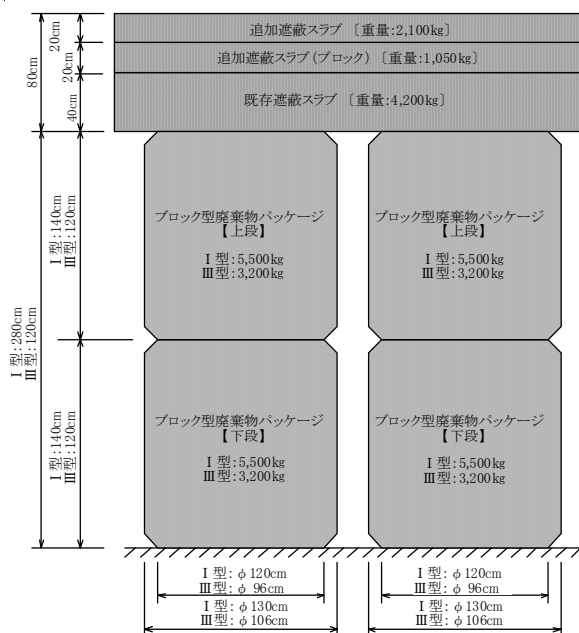 追加遮蔽スラブ 〔重量:2,100kg〕
追加遮蔽スラブ(ブロック) 〔重量:1,050kg〕
既存遮蔽スラブ 〔重量:4,200kg〕
80cm
20cm
20cm
40cm
ブロック型廃棄物パッケージ
【上段】
Ⅰ型:5,500kg
Ⅲ型:3,200kg
ブロック型廃棄物パッケージ
【上段】
Ⅰ型:5,500kg
Ⅲ型:3,200kg
Ⅰ型:140cm
Ⅲ型:120cm
Ⅰ型:280cm
Ⅲ型:120cm
ブロック型廃棄物パッケージ
【下段】
Ⅰ型:5,500kg
Ⅲ型:3,200kg
ブロック型廃棄物パッケージ
【下段】
Ⅰ型:5,500kg
Ⅲ型:3,200kg
Ⅰ型:140cm
Ⅲ型:120cm
Ⅰ型:φ120cm
Ⅲ型:φ 96cm
Ⅰ型:φ130cm
Ⅲ型:φ106cm
Ⅰ型:φ120cm
Ⅲ型:φ 96cm
Ⅰ型:φ130cm
Ⅲ型:φ106cm